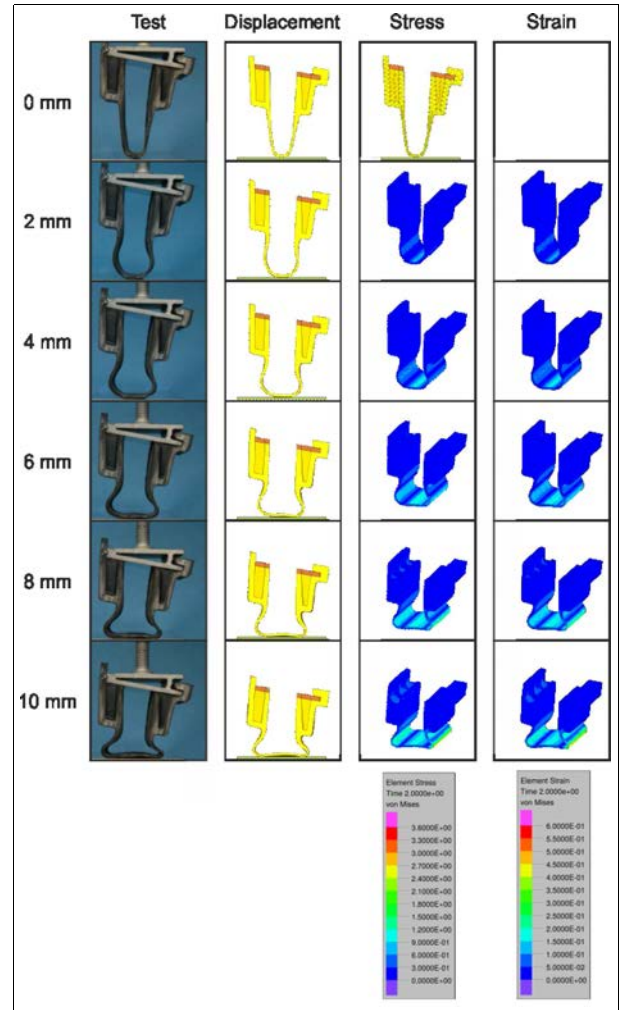 Test Displacement Stress Strain
0 mm
2 mm
4 mm
6 mm
8 mm
10 mm
Element Stress
Time 2.0000e+00
von Mises
3.6000E+00
3.3000E+00
3.0000E+00
2.7000E+00
2.4000E+00
2.1000E+00
1.8000E+00
1.5000E+00
1.2000E+00
9.0000E-01
6.0000E-01
3.0000E-01
0.0000E+00
Element Strain
Time 2.0000e+00
von Mises
6.0000E-01
5.5000E-01
5.0000E-01
4.5000E-01
4.0000E-01
3.5000E-01
3.0000E-01
2.5000E-01
2.0000E-01
1.5000E-01
1.0000E-01
5.0000E-02
0.0000E+00